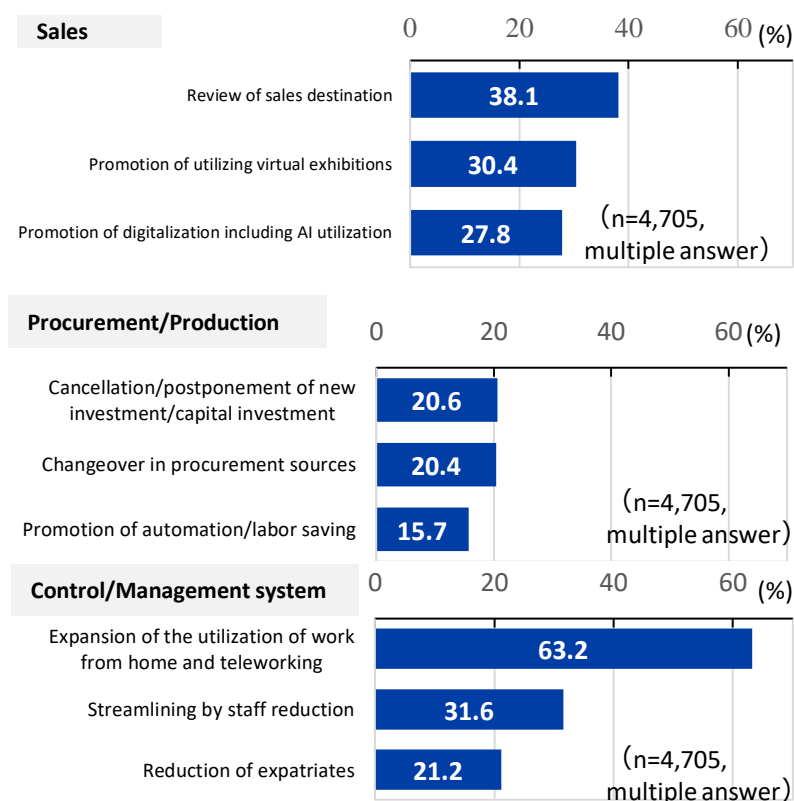 Sales
0 20 40 60 (%)
Review of sales destination 38.1
Promotion of utilizing virtual exhibitions 30.4
Promotion of digitalization including AI utilization 27.8
（n=4,705,
multiple answer）
Procurement/Production
0 20 40 60 (%)
Cancellation/postponement of new
investment/capital investment
20.6
Changeover in procurement sources 20.4
Promotion of automation/labor saving 15.7
（n=4,705,
multiple answer）
Control/Management system
0 20 40 60 (%)
Expansion of the utilization of work
from home and teleworking
63.2
Streamlining by staff reduction 31.6
Reduction of expatriates 21.2
（n=4,705,
multiple answer）